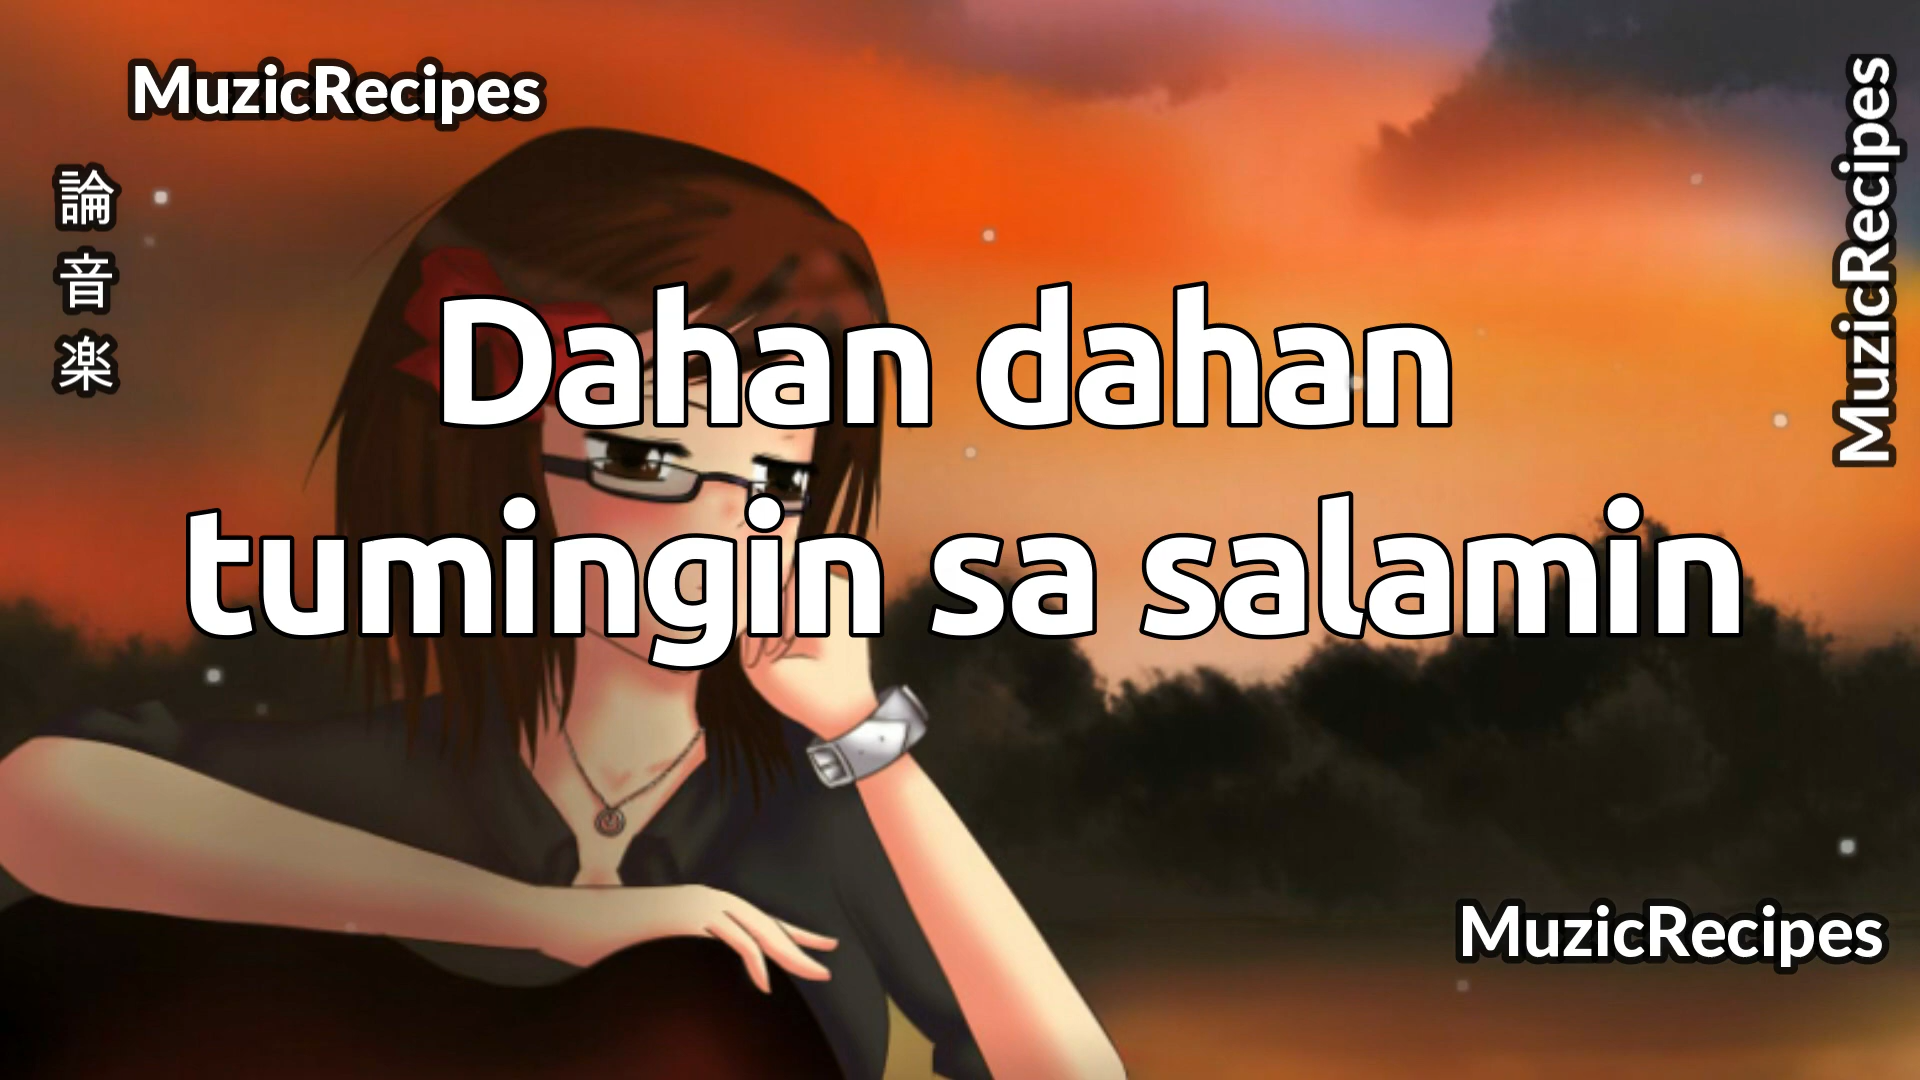 MuzicRecipes
論
音
楽
Dahan dahan
tumingin sa salamin
MuzicRecipes
MuzicRecipes